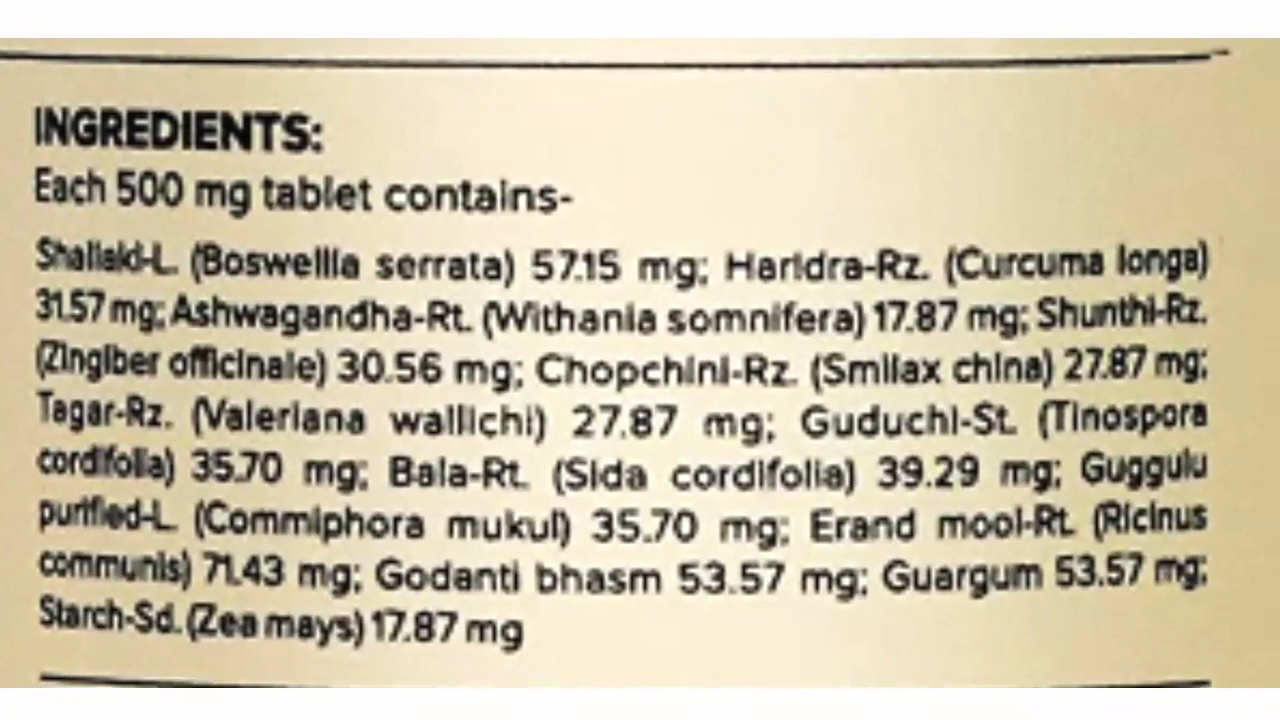 INGREDIENTS:
Each 500 mg tablet contains-
Shallaki-L. (Boswellia serrata) 57.15 mg; Haridra-Rz. (Curcuma longa)
31.57 mg; Ashwagandha-Rt. (Withania somnifera) 17.87 mg; Shunthi-Rz.
(Zingiber officinale) 30.56 mg; Chopchini-Rz. (Smilax china) 27.87 mg;
Tagar-Rz. (Valeriana wallichi) 27.87 mg; Guduchi-St. (Tinospora
cordifolia) 35.70 mg; Bala-Rt. (Sida cordifolia) 39.29 mg; Guggulu
purified-L. (Commiphora mukul) 35.70 mg; Erand mool-Rt. (Ricinus
communis) 71.43 mg; Godanti bhasm 53.57 mg; Guargum 53.57 mg;
Starch-Sd. (Zea mays) 17.87 mg